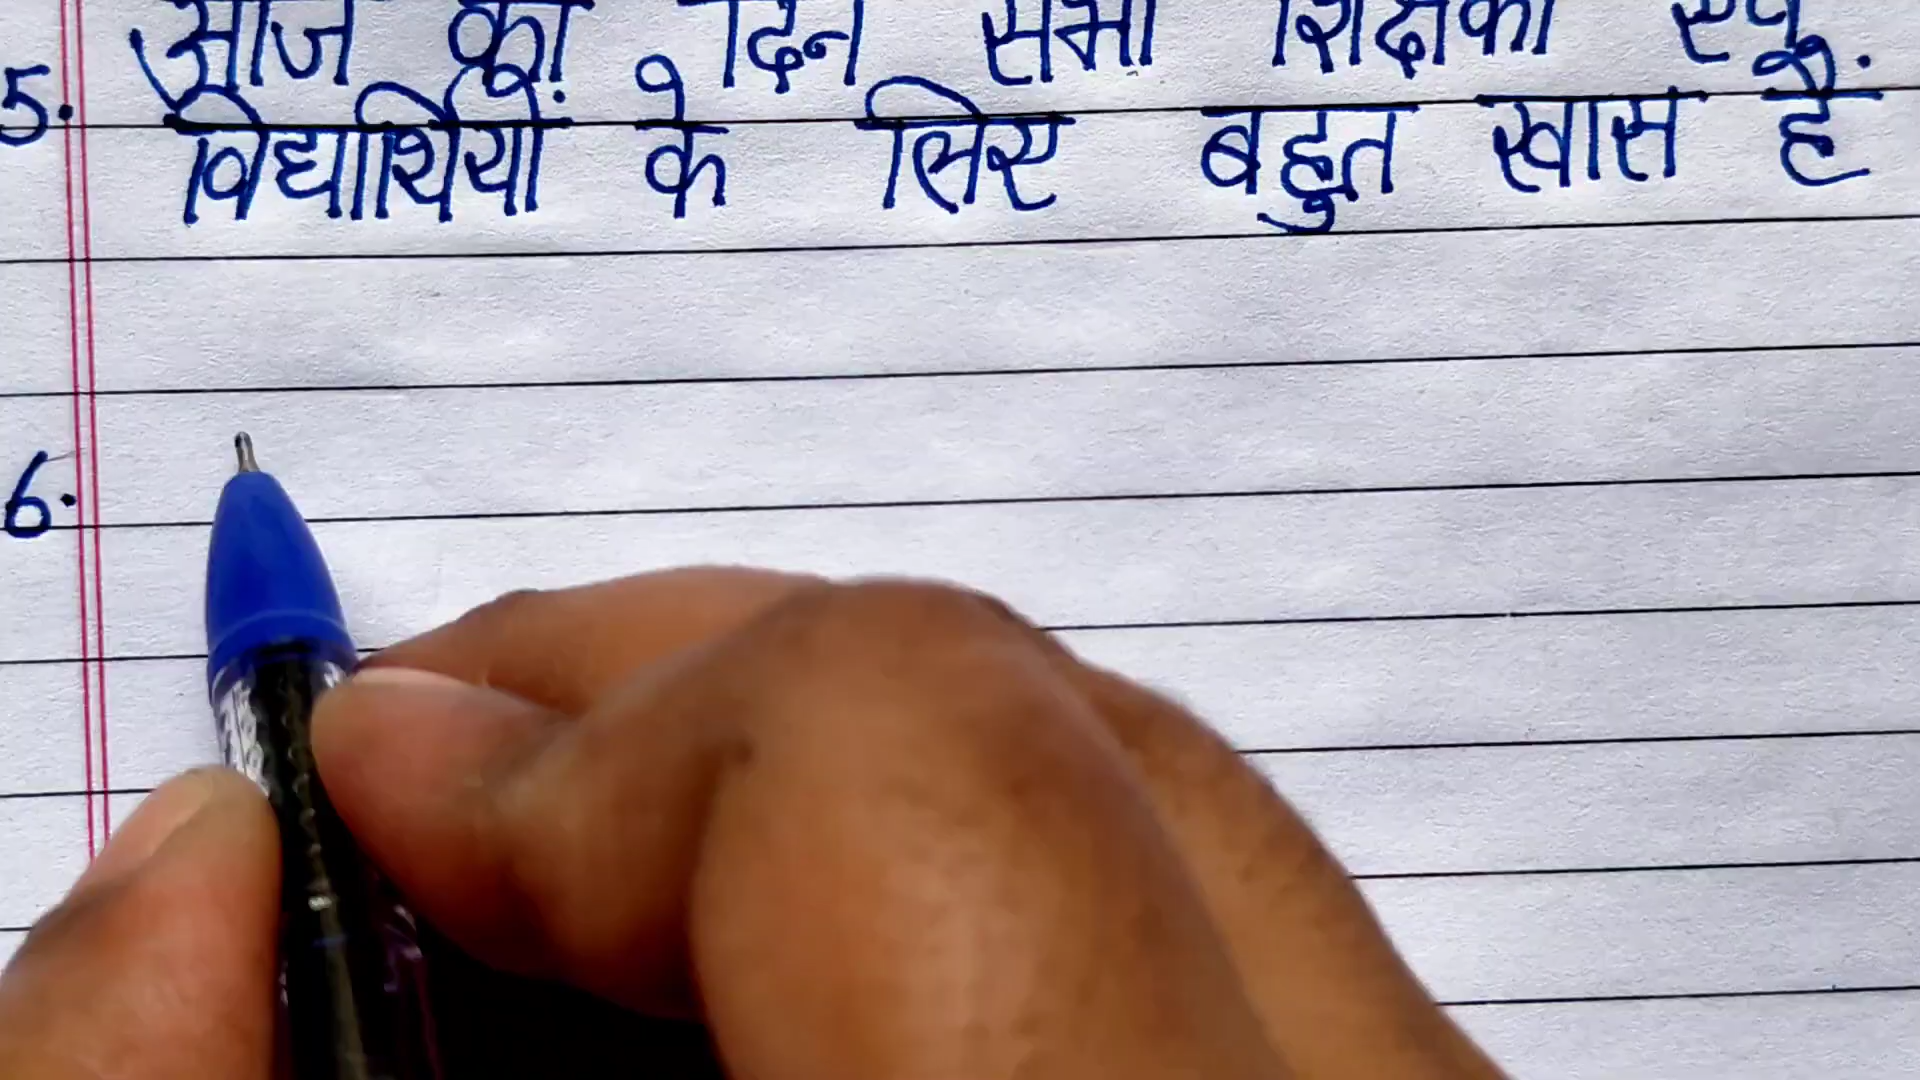 5. आज का दिन सभी शिक्षकों एवं
विद्यार्थियों के लिए बहुत खास है.
6.